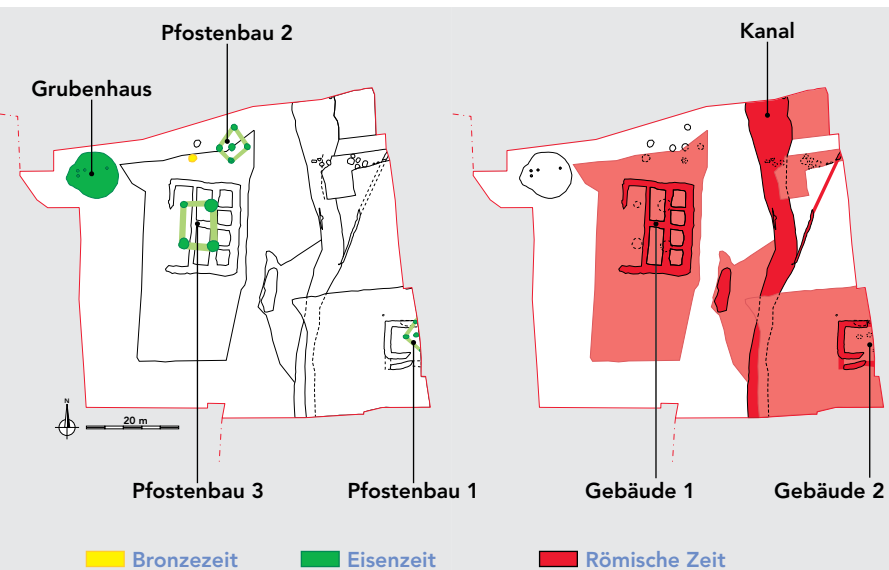 Pfostenbau 2
Kanal
Grubenhaus
N
20 m
Pfostenbau 3
Pfostenbau 1
Gebäude 1
Gebäude 2
Bronzezeit
Eisenzeit
Römische Zeit